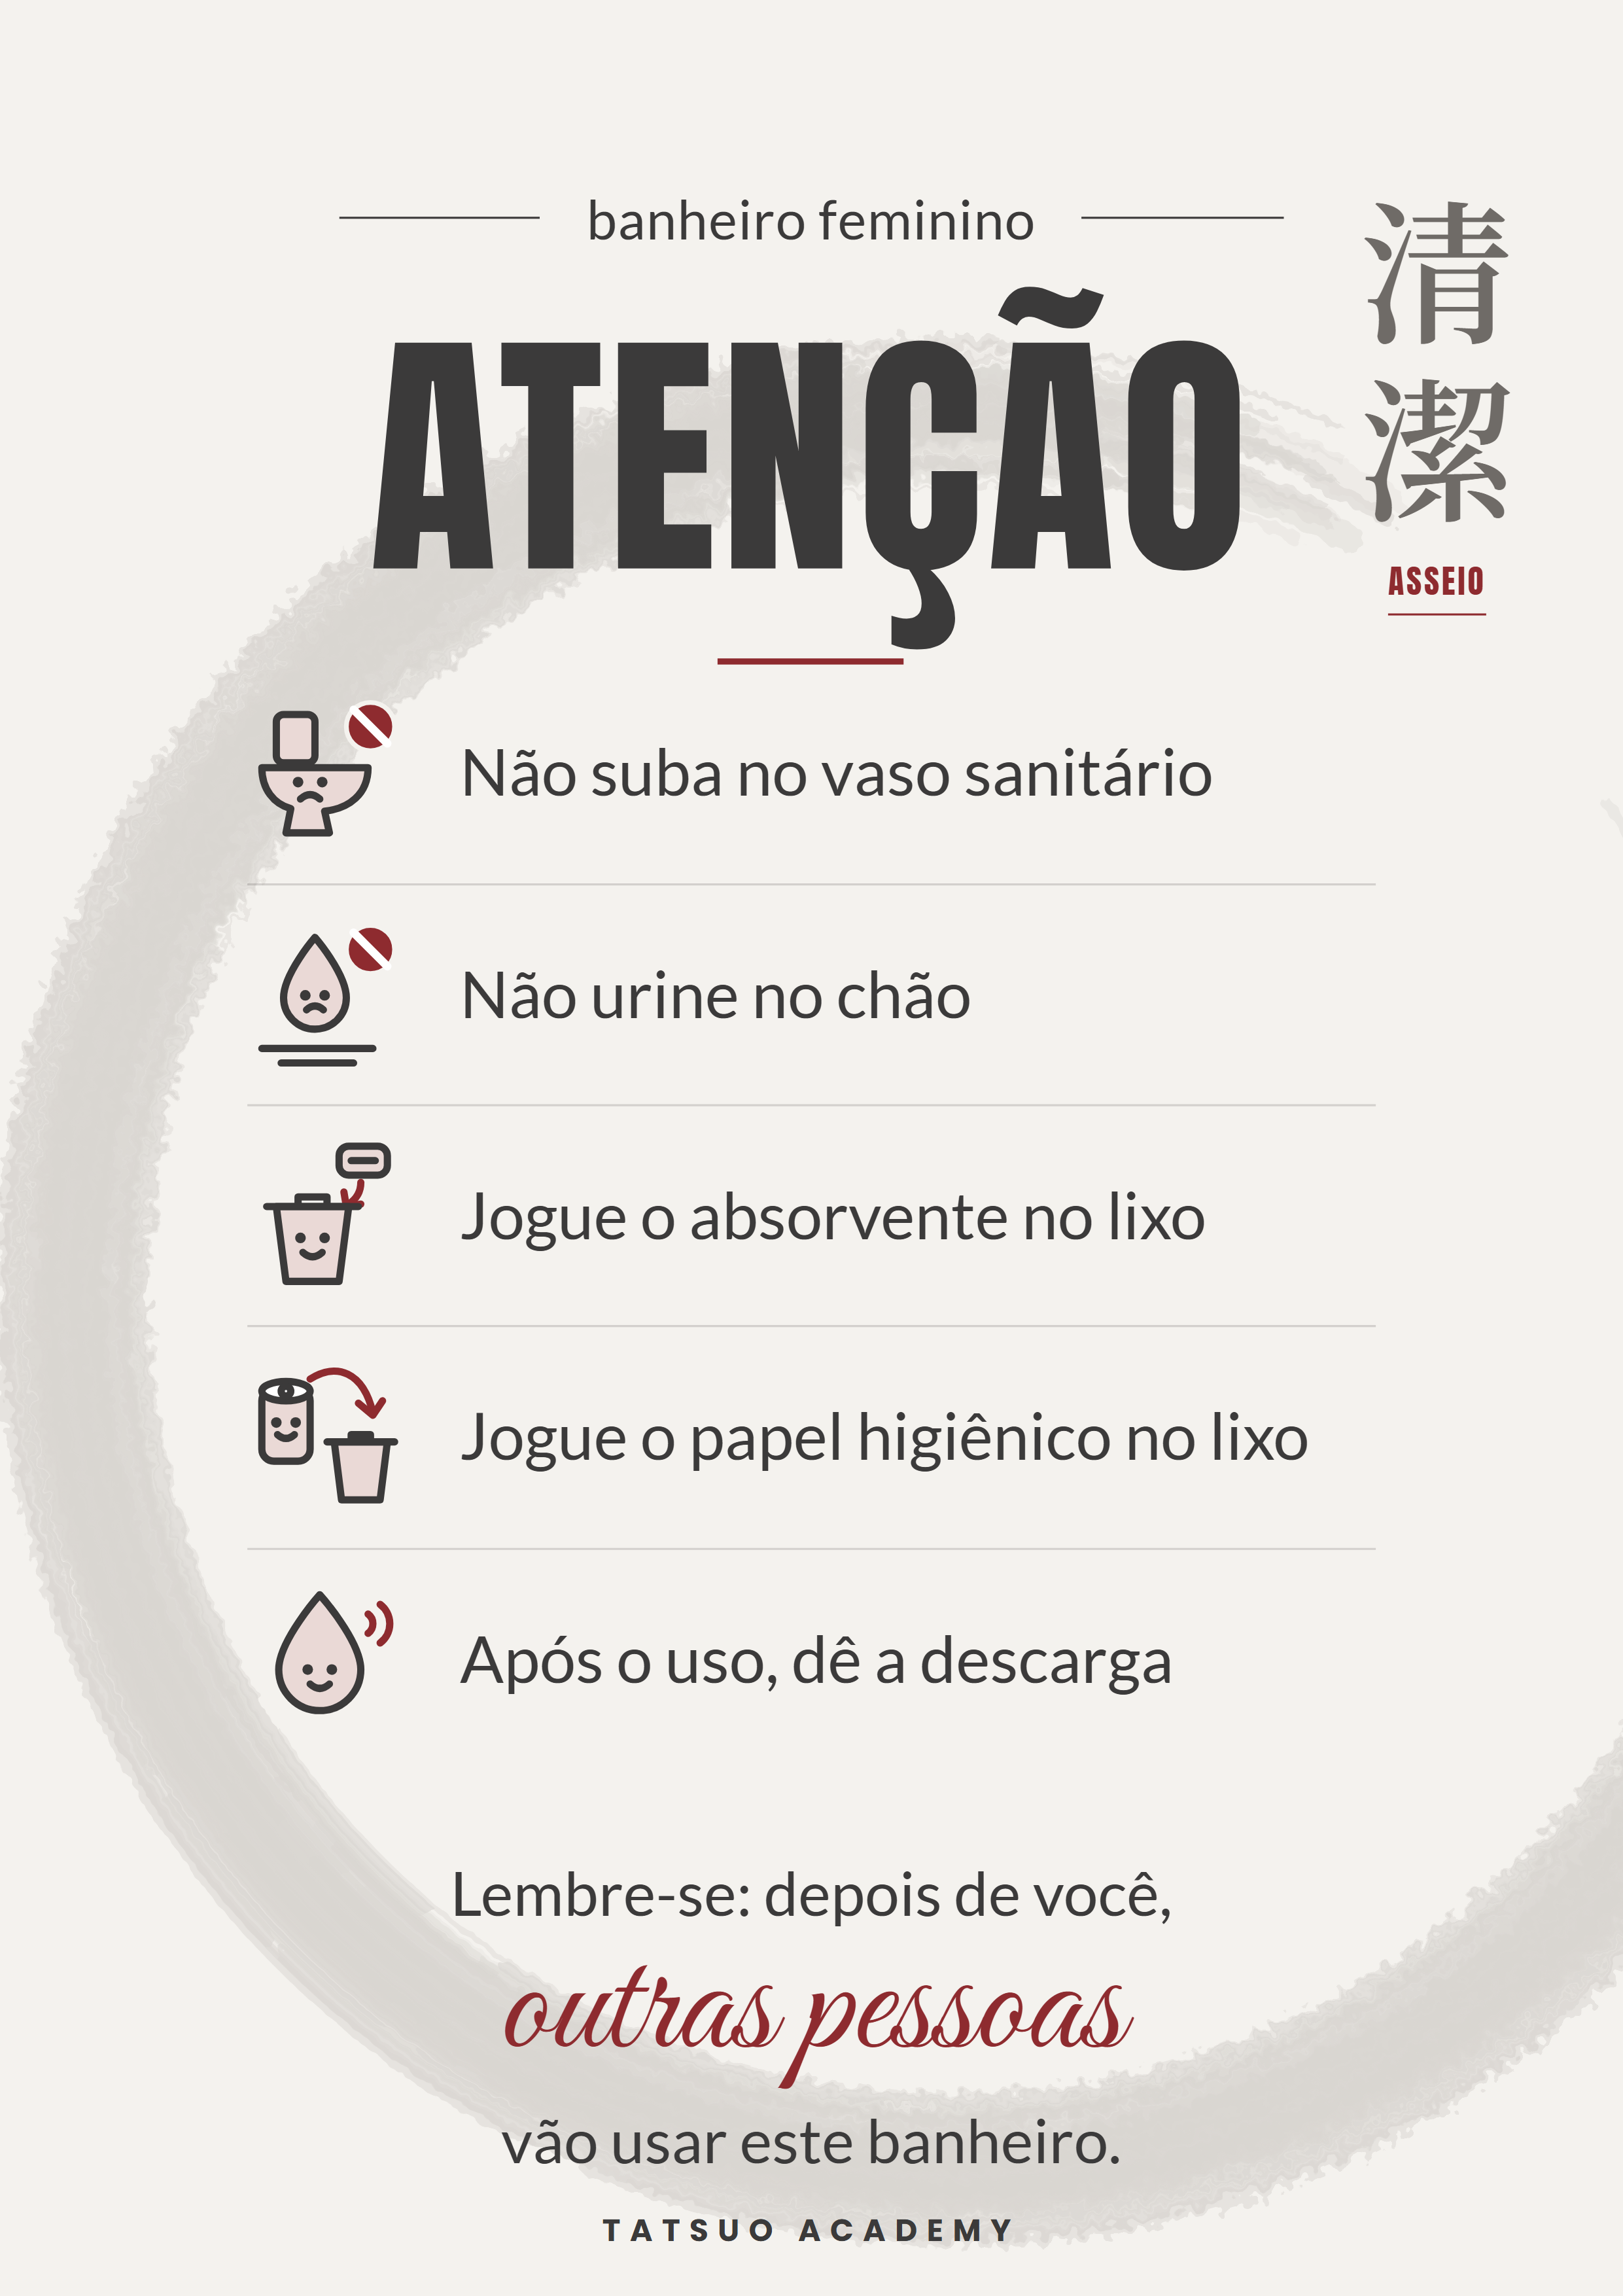 banheiro feminino
ATENÇÃO
清
潔
ASSEIO
Não suba no vaso sanitário
Não urine no chão
Jogue o absorvente no lixo
Jogue o papel higiênico no lixo
Após o uso, dê a descarga
Lembre-se: depois de você,
outras pessoas
vão usar este banheiro.
TATSUO ACADEMY